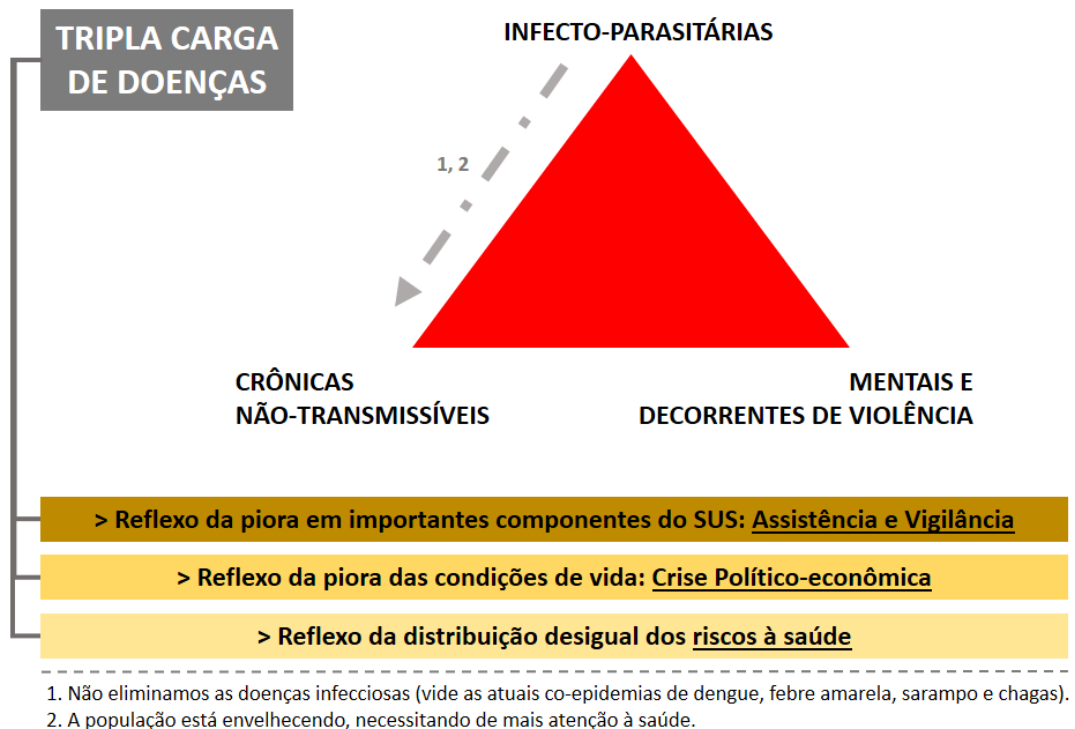 TRIPLA CARGA
DE DOENÇAS
INFECTO-PARASITÁRIAS
1, 2
CRÔNICAS
NÃO-TRANSMISSÍVEIS
MENTAIS E
DECORRENTES DE VIOLÊNCIA
> Reflexo da piora em importantes componentes do SUS: Assistência e Vigilância
> Reflexo da piora das condições de vida: Crise Político-econômica
> Reflexo da distribuição desigual dos riscos à saúde
1. Não eliminamos as doenças infecciosas (vide as atuais co-epidemias de dengue, febre amarela, sarampo e chagas).
2. A população está envelhecendo, necessitando de mais atenção à saúde.